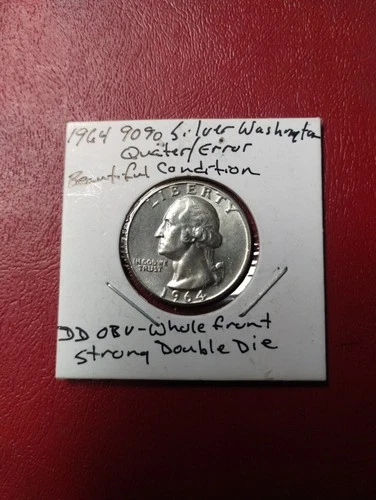 1964 90% Silver Washington
Quater/Error
Beautiful Condition
LIBERTY
IN GOD WE
TRUST
1964
DD OBV-Whole front
Strong Double Die